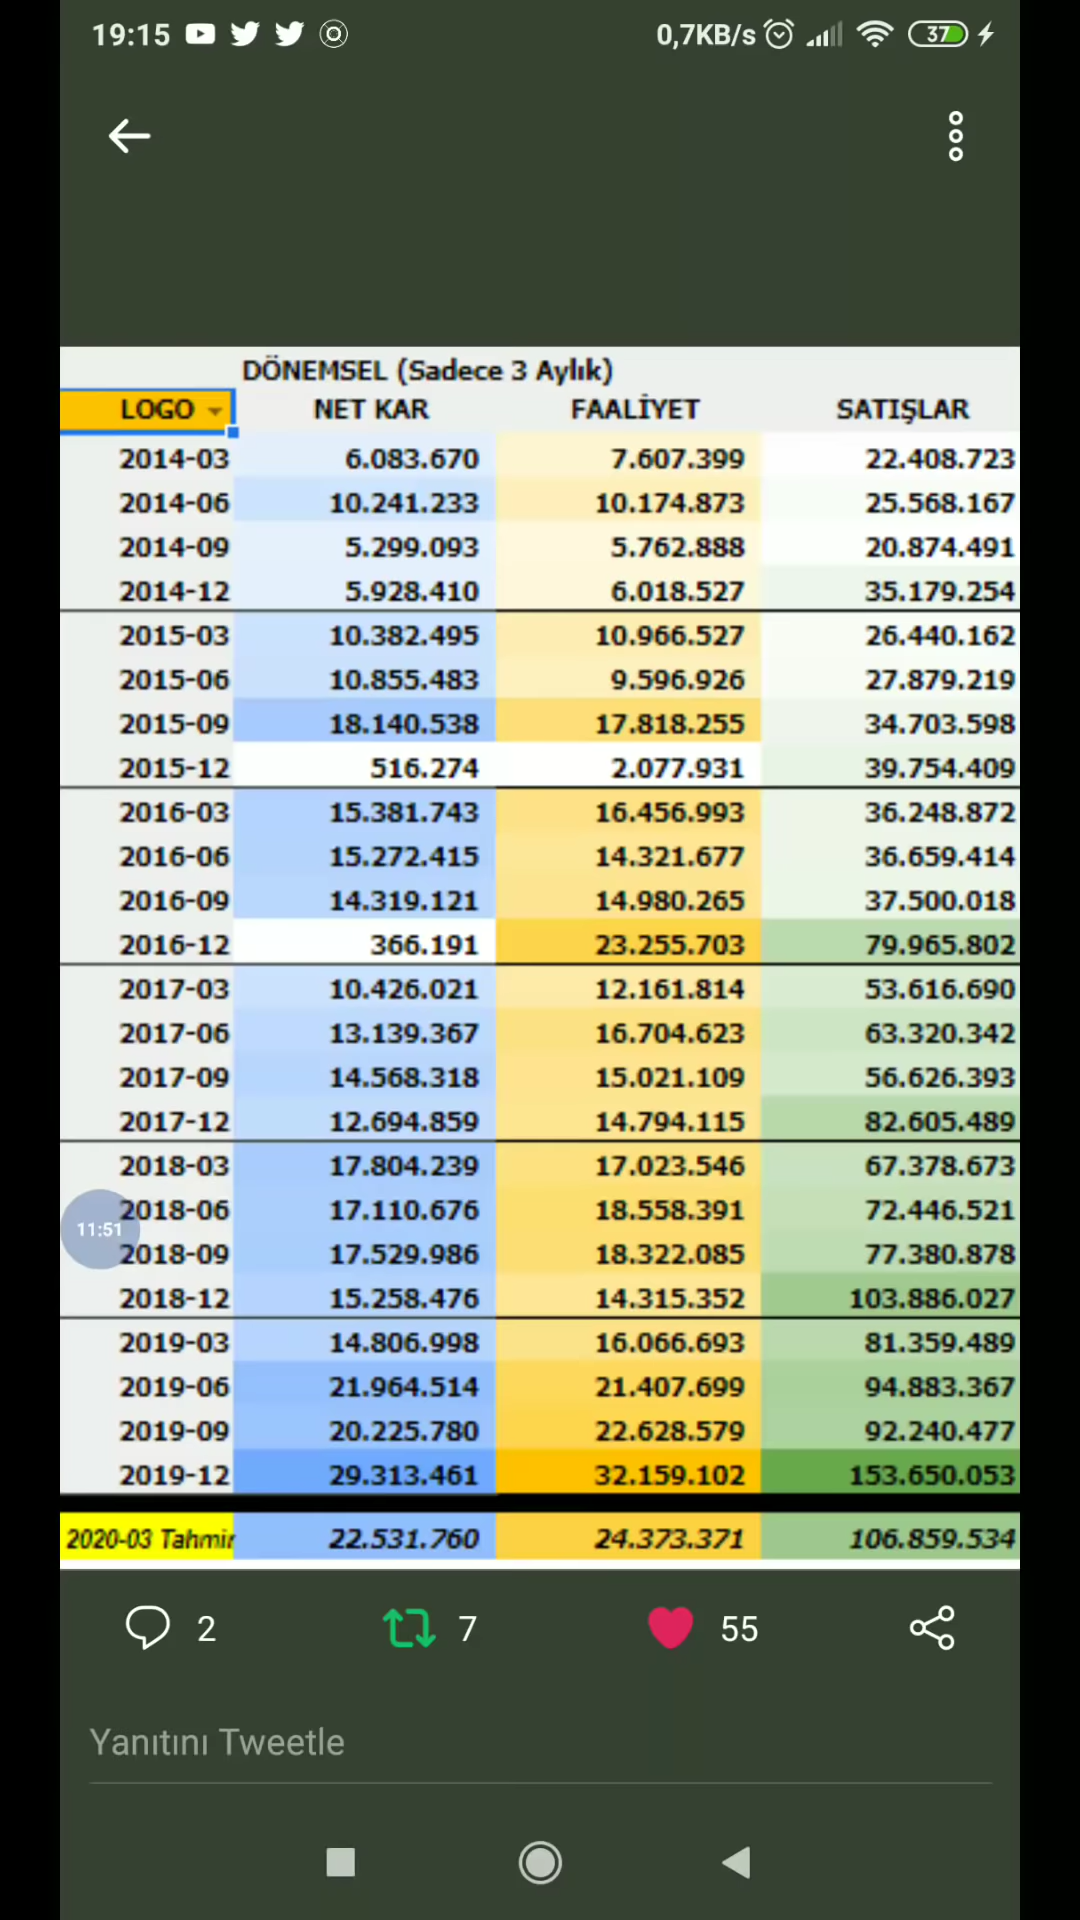 19:15 0,7KB/s 37
DÖNEMSEL (Sadece 3 Aylık)
LOGO NET KAR FAALİYET SATIŞLAR
2014-03 6.083.670 7.607.399 22.408.723
2014-06 10.241.233 10.174.873 25.568.167
2014-09 5.299.093 5.762.888 20.874.491
2014-12 5.928.410 6.018.527 35.179.254
2015-03 10.382.495 10.966.527 26.440.162
2015-06 10.855.483 9.596.926 27.879.219
2015-09 18.140.538 17.818.255 34.703.598
2015-12 516.274 2.077.931 39.754.409
2016-03 15.381.743 16.456.993 36.248.872
2016-06 15.272.415 14.321.677 36.659.414
2016-09 14.319.121 14.980.265 37.500.018
2016-12 366.191 23.255.703 79.965.802
2017-03 10.426.021 12.161.814 53.616.690
2017-06 13.139.367 16.704.623 63.320.342
2017-09 14.568.318 15.021.109 56.626.393
2017-12 12.694.859 14.794.115 82.605.489
2018-03 17.804.239 17.023.546 67.378.673
11:51 2018-06 17.110.676 18.558.391 72.446.521
2018-09 17.529.986 18.322.085 77.380.878
2018-12 15.258.476 14.315.352 103.886.027
2019-03 14.806.998 16.066.693 81.359.489
2019-06 21.964.514 21.407.699 94.883.367
2019-09 20.225.780 22.628.579 92.240.477
2019-12 29.313.461 32.159.102 153.650.053
2020-03 Tahmir 22.531.760 24.373.371 106.859.534
2 7 55
Yanıtını Tweetle